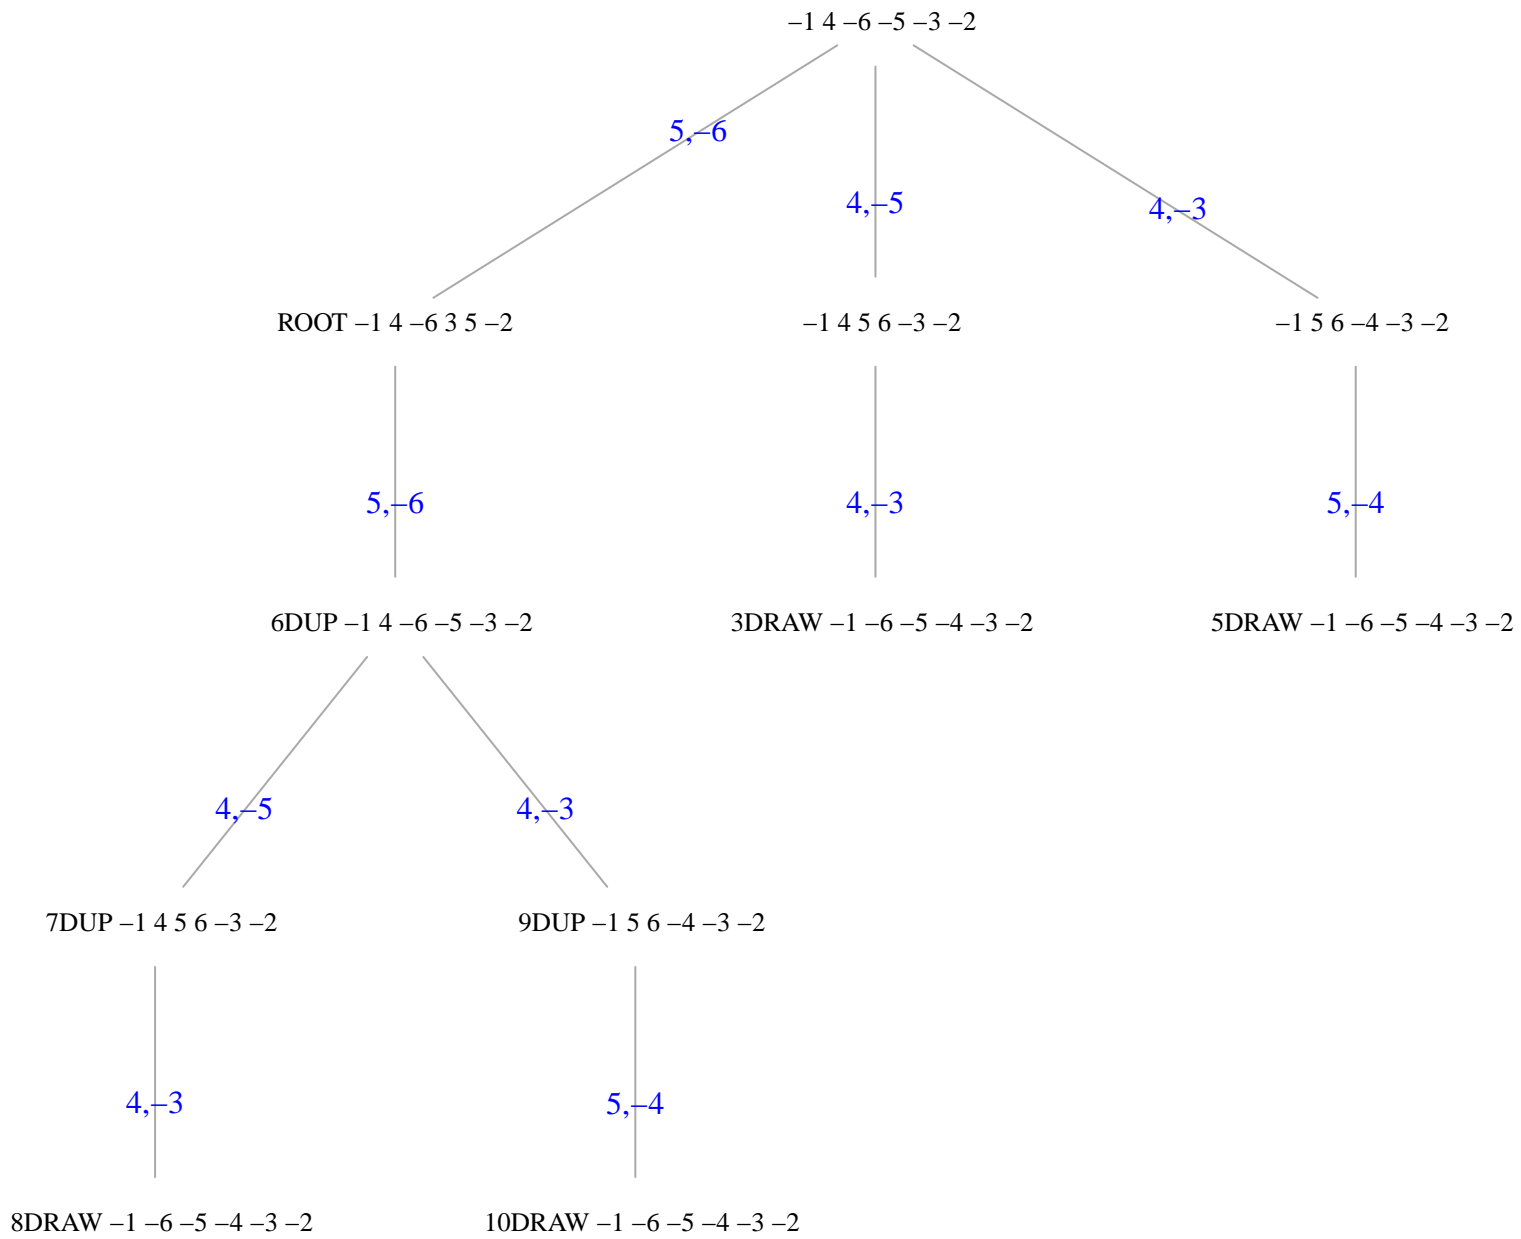 –1 4 –6 –5 –3 –2
5,–6
4,–5
4,–3
ROOT –1 4 –6 3 5 –2
–1 4 5 6 –3 –2
–1 5 6 –4 –3 –2
5,–6
4,–3
5,–4
6DUP –1 4 –6 –5 –3 –2
3DRAW –1 –6 –5 –4 –3 –2
5DRAW –1 –6 –5 –4 –3 –2
4,–5
4,–3
7DUP –1 4 5 6 –3 –2
9DUP –1 5 6 –4 –3 –2
4,–3
5,–4
8DRAW –1 –6 –5 –4 –3 –2
10DRAW –1 –6 –5 –4 –3 –2